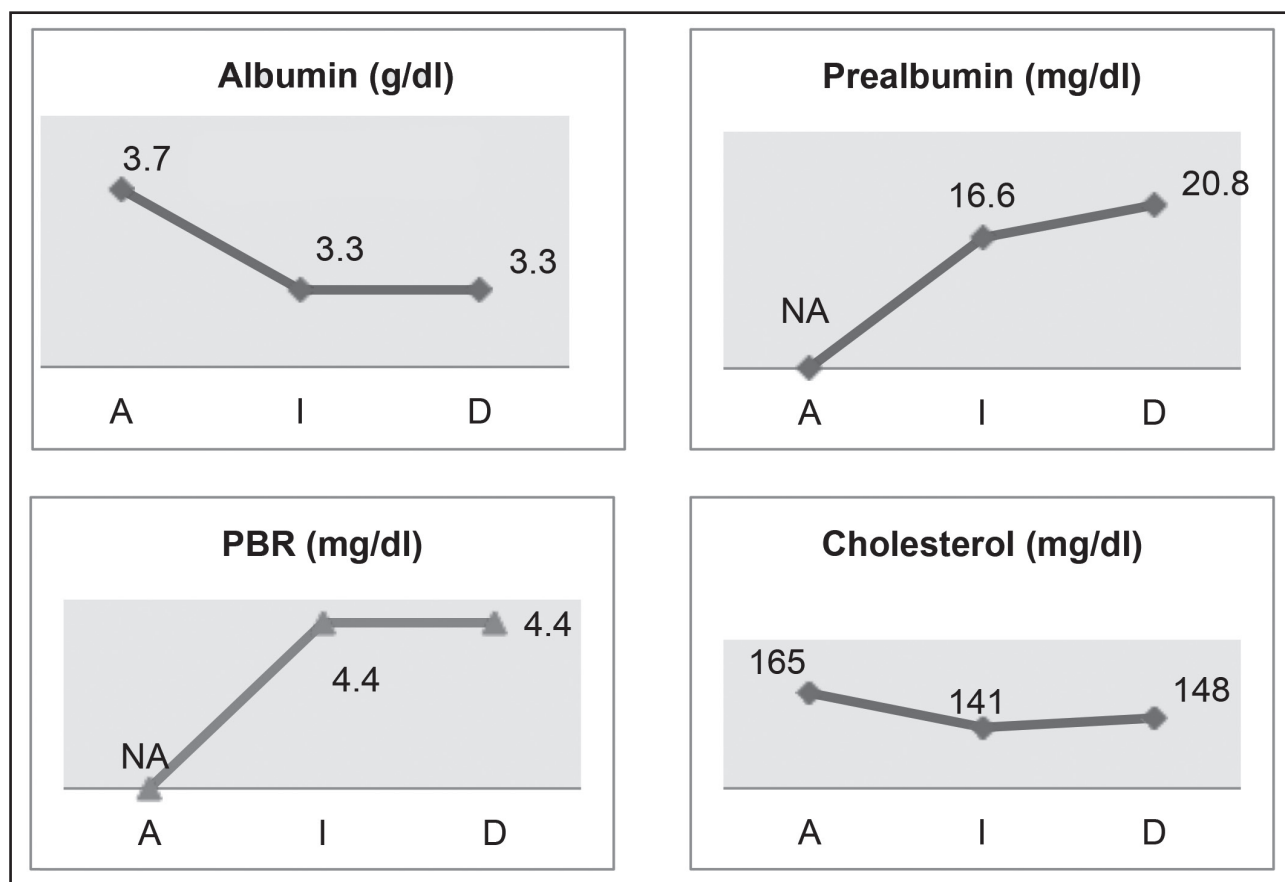 Albumin (g/dl)
3.7
3.3
3.3
A I D
Prealbumin (mg/dl)
NA
16.6
20.8
A I D
PBR (mg/dl)
NA
4.4
4.4
A I D
Cholesterol (mg/dl)
165
141
148
A I D